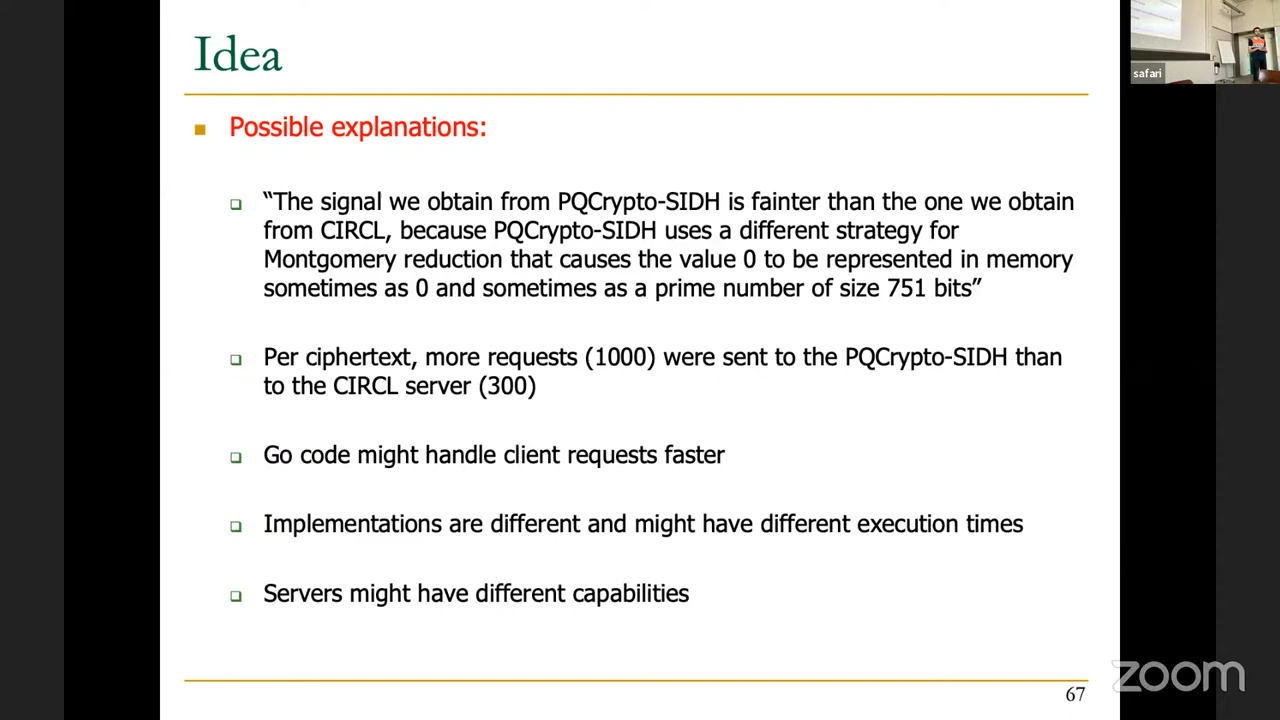 Idea
Possible explanations:
“The signal we obtain from PQCrypto-SIDH is fainter than the one we obtain
from CIRCL, because PQCrypto-SIDH uses a different strategy for
Montgomery reduction that causes the value 0 to be represented in memory
sometimes as 0 and sometimes as a prime number of size 751 bits”
Per ciphertext, more requests (1000) were sent to the PQCrypto-SIDH than
to the CIRCL server (300)
Go code might handle client requests faster
Implementations are different and might have different execution times
Servers might have different capabilities
67
safari
zoom